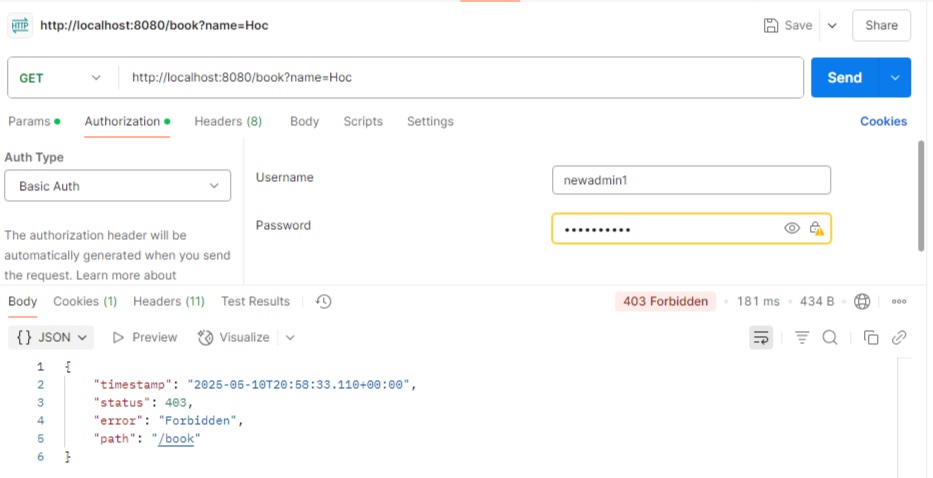 HTTP http://localhost:8080/book?name=Hoc Save Share
GET http://localhost:8080/book?name=Hoc Send
Params Authorization Headers (8) Body Scripts Settings Cookies
Auth Type
Basic Auth
The authorization header will be
automatically generated when you send
the request. Learn more about
Username newadmin1
Password ••••••••••
Body Cookies (1) Headers (11) Test Results 403 Forbidden • 181 ms • 434 B
{} JSON Preview Visualize
1 {
2 "timestamp": "2025-05-10T20:58:33.110+00:00",
3 "status": 403,
4 "error": "Forbidden",
5 "path": "/book"
6 }